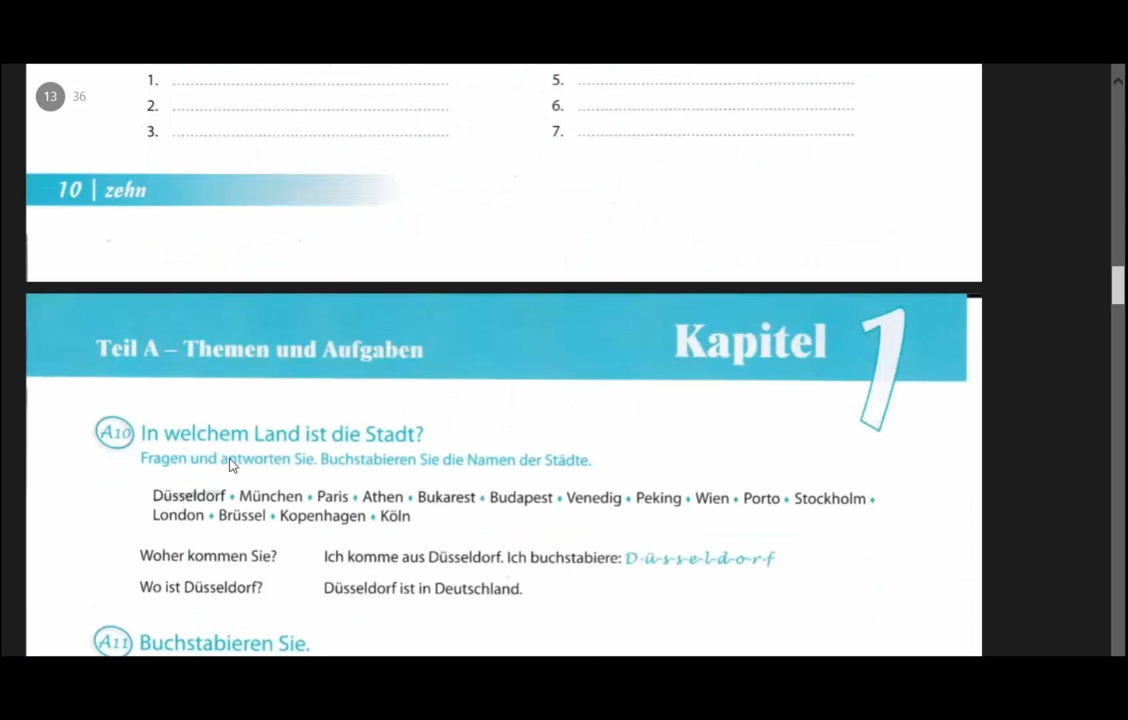 1.
5.
13 36
2.
6.
3.
7.
10 | zehn
Teil A – Themen und Aufgaben
Kapitel 1
A10 In welchem Land ist die Stadt?
Fragen und antworten Sie. Buchstabieren Sie die Namen der Städte.
Düsseldorf • München • Paris • Athen • Bukarest • Budapest • Venedig • Peking • Wien • Porto • Stockholm •
London • Brüssel • Kopenhagen • Köln
Woher kommen Sie? Ich komme aus Düsseldorf. Ich buchstabiere: D-ü-s-s-e-l-d-o-r-f
Wo ist Düsseldorf? Düsseldorf ist in Deutschland.
A11 Buchstabieren Sie.